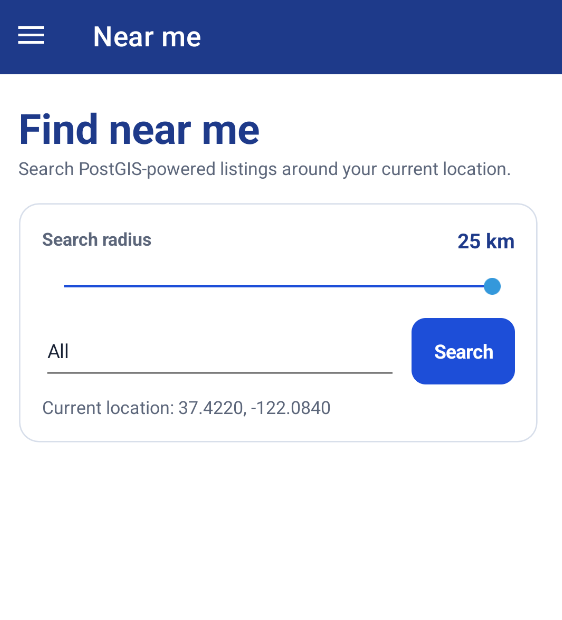 Near me
Find near me
Search PostGIS-powered listings around your current location.
Search radius
25 km
All
Search
Current location: 37.4220, -122.0840